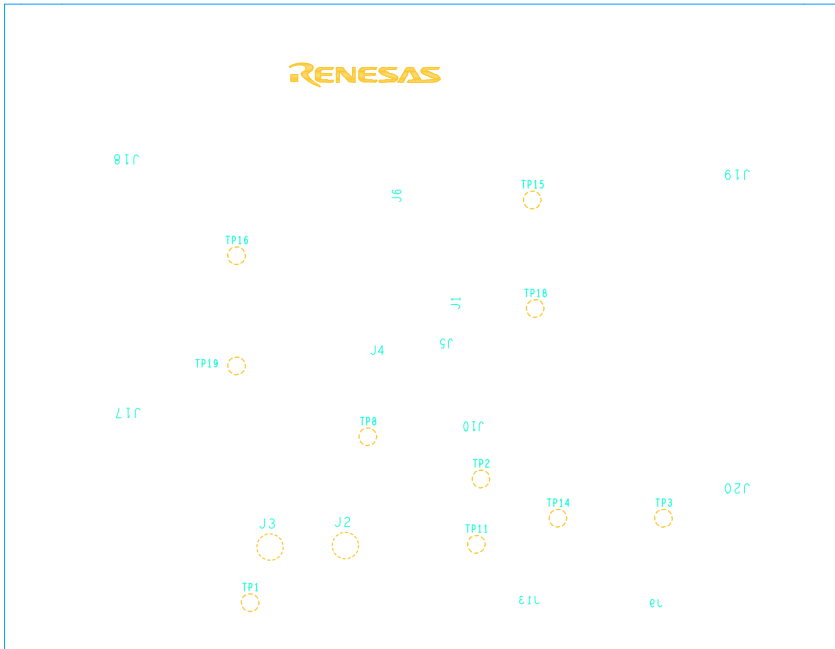 RENESAS
J18
J19
TP15
J6
TP16
TP18
J1
J5
J4
TP19
J17
TP8
J10
TP2
J20
TP14
TP3
J3
J2
TP11
TP1
J13
J9